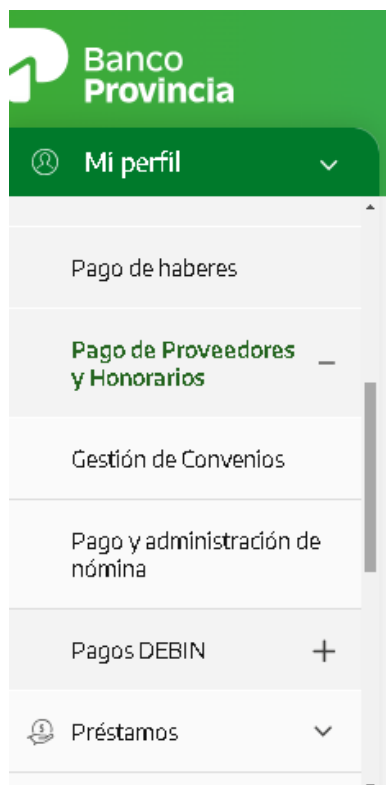 Banco
Provincia
Mi perfil
Pago de haberes
Pago de Proveedores
y Honorarios
Gestión de Convenios
Pago y administración de
nómina
Pagos DEBIN
Préstamos